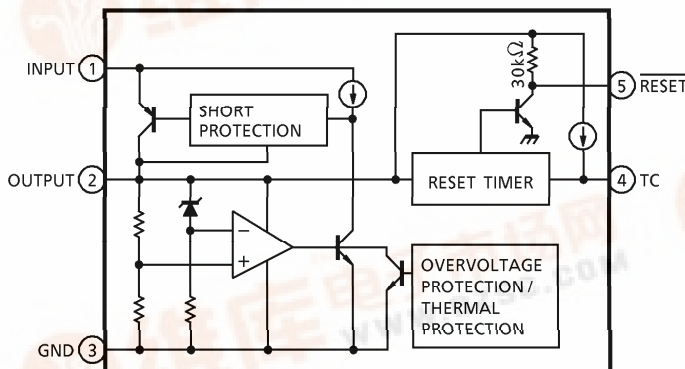 INPUT 1
SHORT
PROTECTION
30kΩ
5 RESET
OUTPUT 2
RESET TIMER
4 TC
−
+
OVERVOLTAGE
PROTECTION /
THERMAL
PROTECTION
GND 3